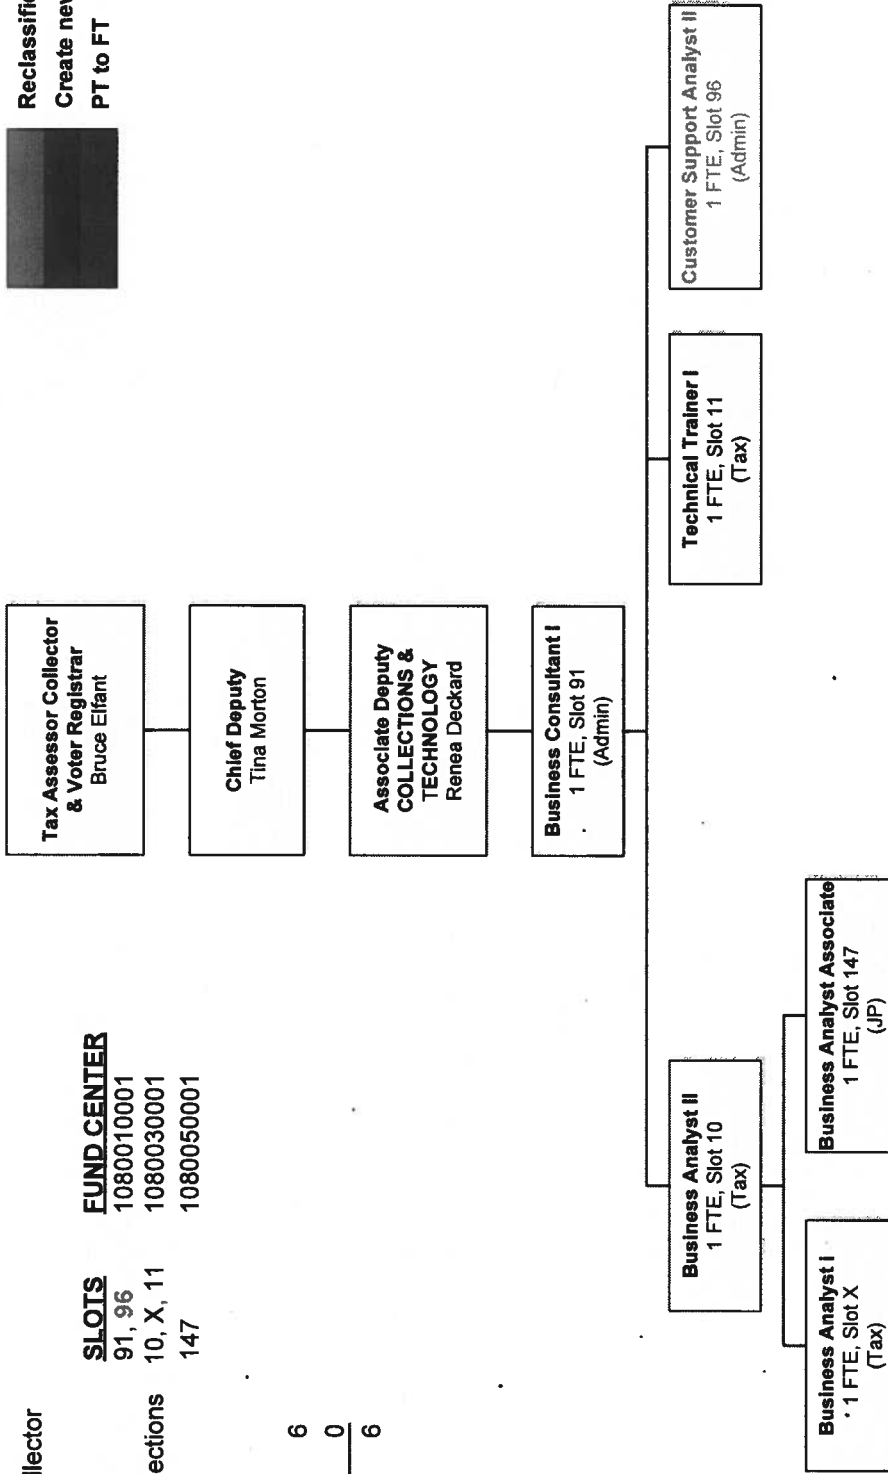 llector
SLOTS FUND CENTER
91, 96 1080010001
ections 10, X, 11 1080030001
147 1080050001
6
0
6
Reclassifie
Create nev
PT to FT
Tax Assessor Collector
& Voter Registrar
Bruce Elfant
Chief Deputy
Tina Morton
Associate Deputy
COLLECTIONS &
TECHNOLOGY
Renea Deckard
Business Consultant I
1 FTE, Slot 91
(Admin)
Business Analyst II
1 FTE, Slot 10
(Tax)
Technical Trainer I
1 FTE, Slot 11
(Tax)
Customer Support Analyst II
1 FTE, Slot 96
(Admin)
Business Analyst I
1 FTE, Slot X
(Tax)
Business Analyst Associate
1 FTE, Slot 147
(JP)